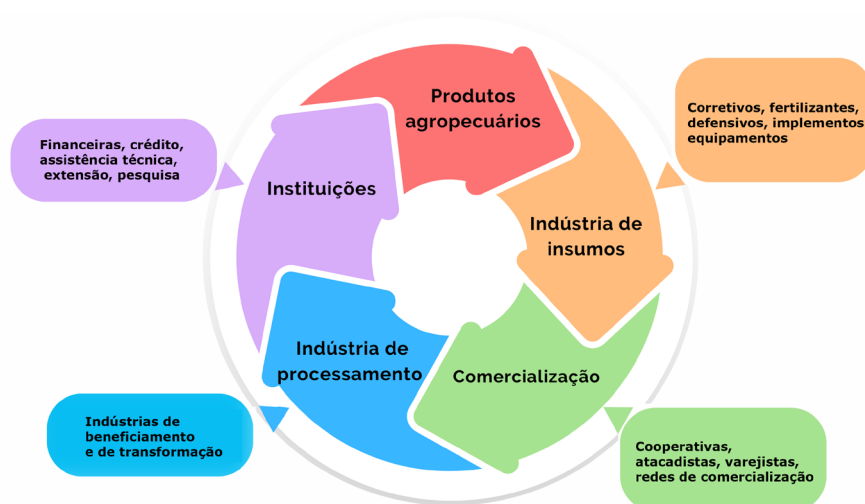 Produtos
agropecuários
Corretivos, fertilizantes,
defensivos, implementos
equipamentos
Financeiras, crédito,
assistência técnica,
extensão, pesquisa
Instituições
Indústria de
insumos
Indústria de
processamento
Comercialização
Indústrias de
beneficiamento
e de transformação
Cooperativas,
atacadistas, varejistas,
redes de comercialização